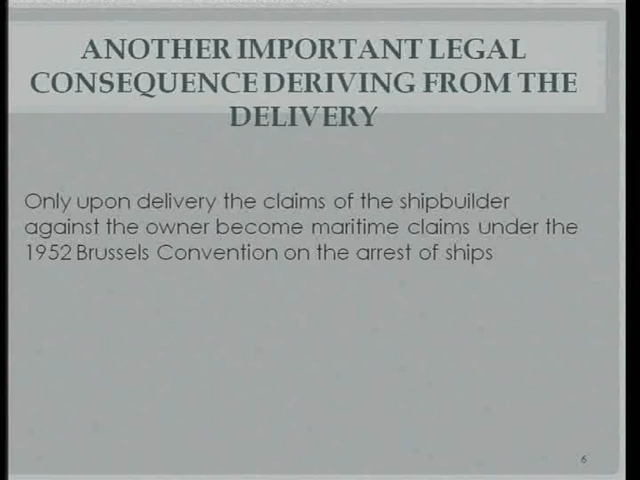 ANOTHER IMPORTANT LEGAL
CONSEQUENCE DERIVING FROM THE
DELIVERY
Only upon delivery the claims of the shipbuilder
against the owner become maritime claims under the
1952 Brussels Convention on the arrest of ships
6